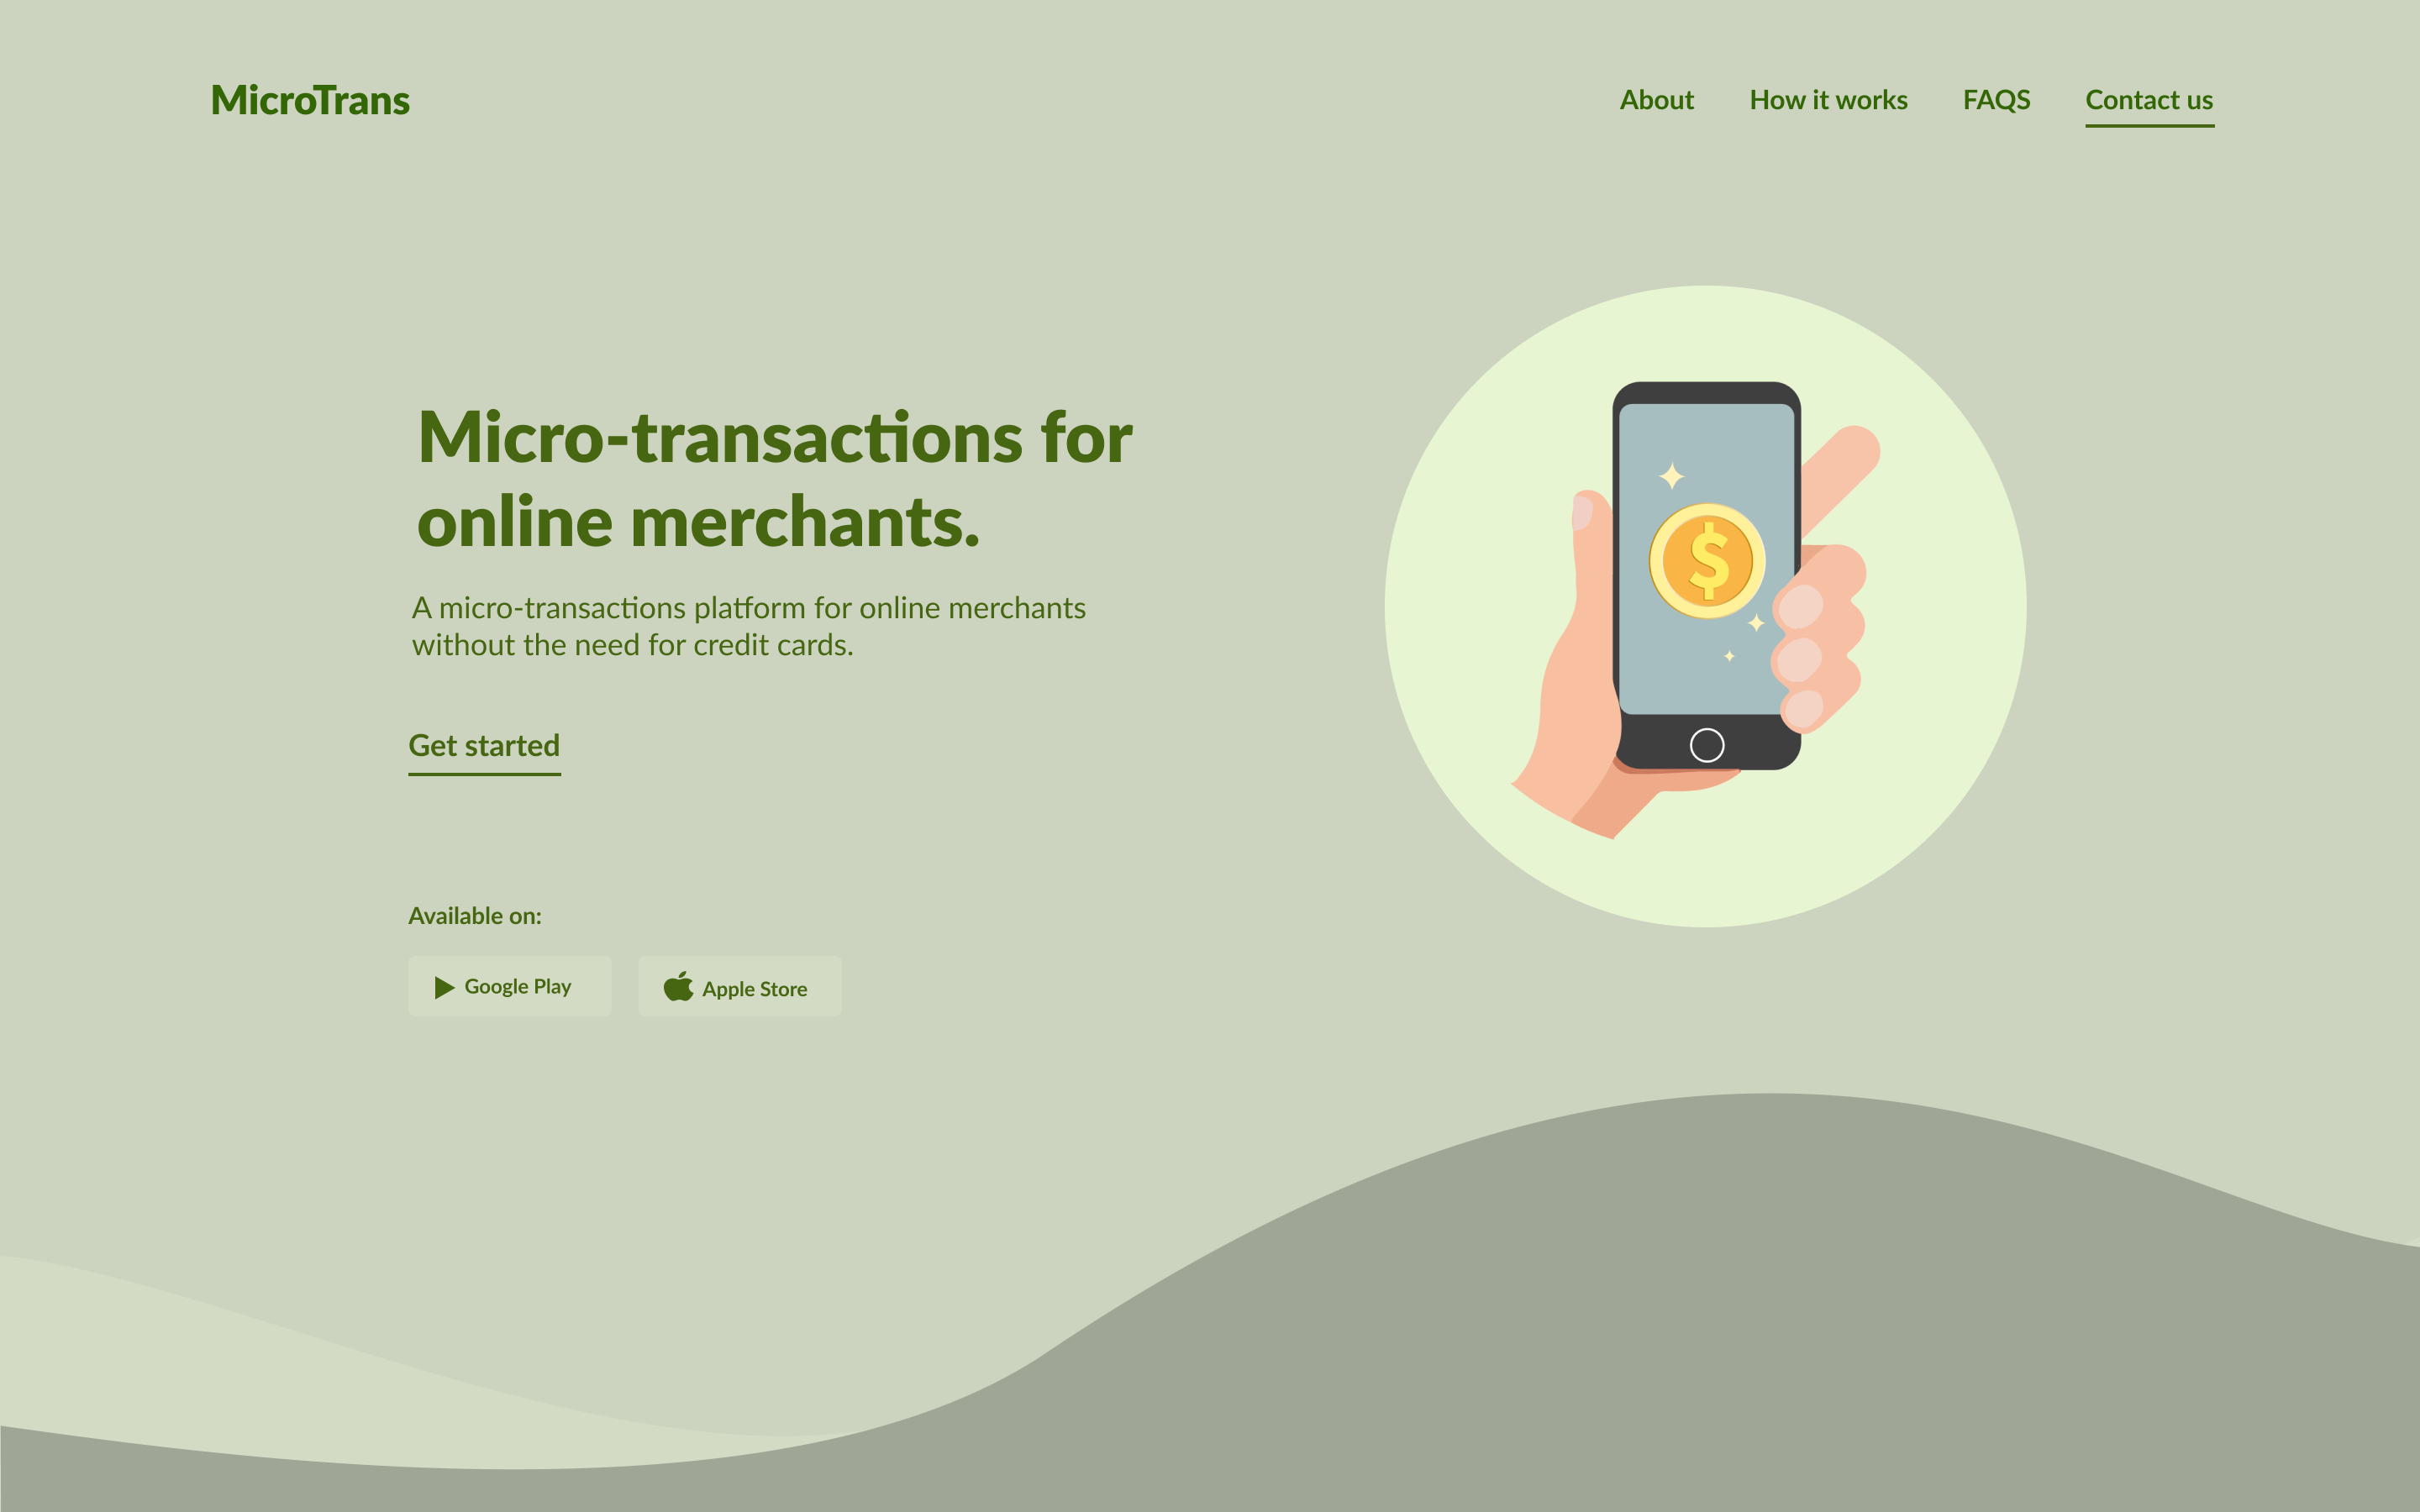 MicroTrans
About
How it works
FAQS
Contact us
Micro-transactions for
online merchants.
A micro-transactions platform for online merchants
without the need for credit cards.
Get started
Available on:
Google Play
Apple Store
$